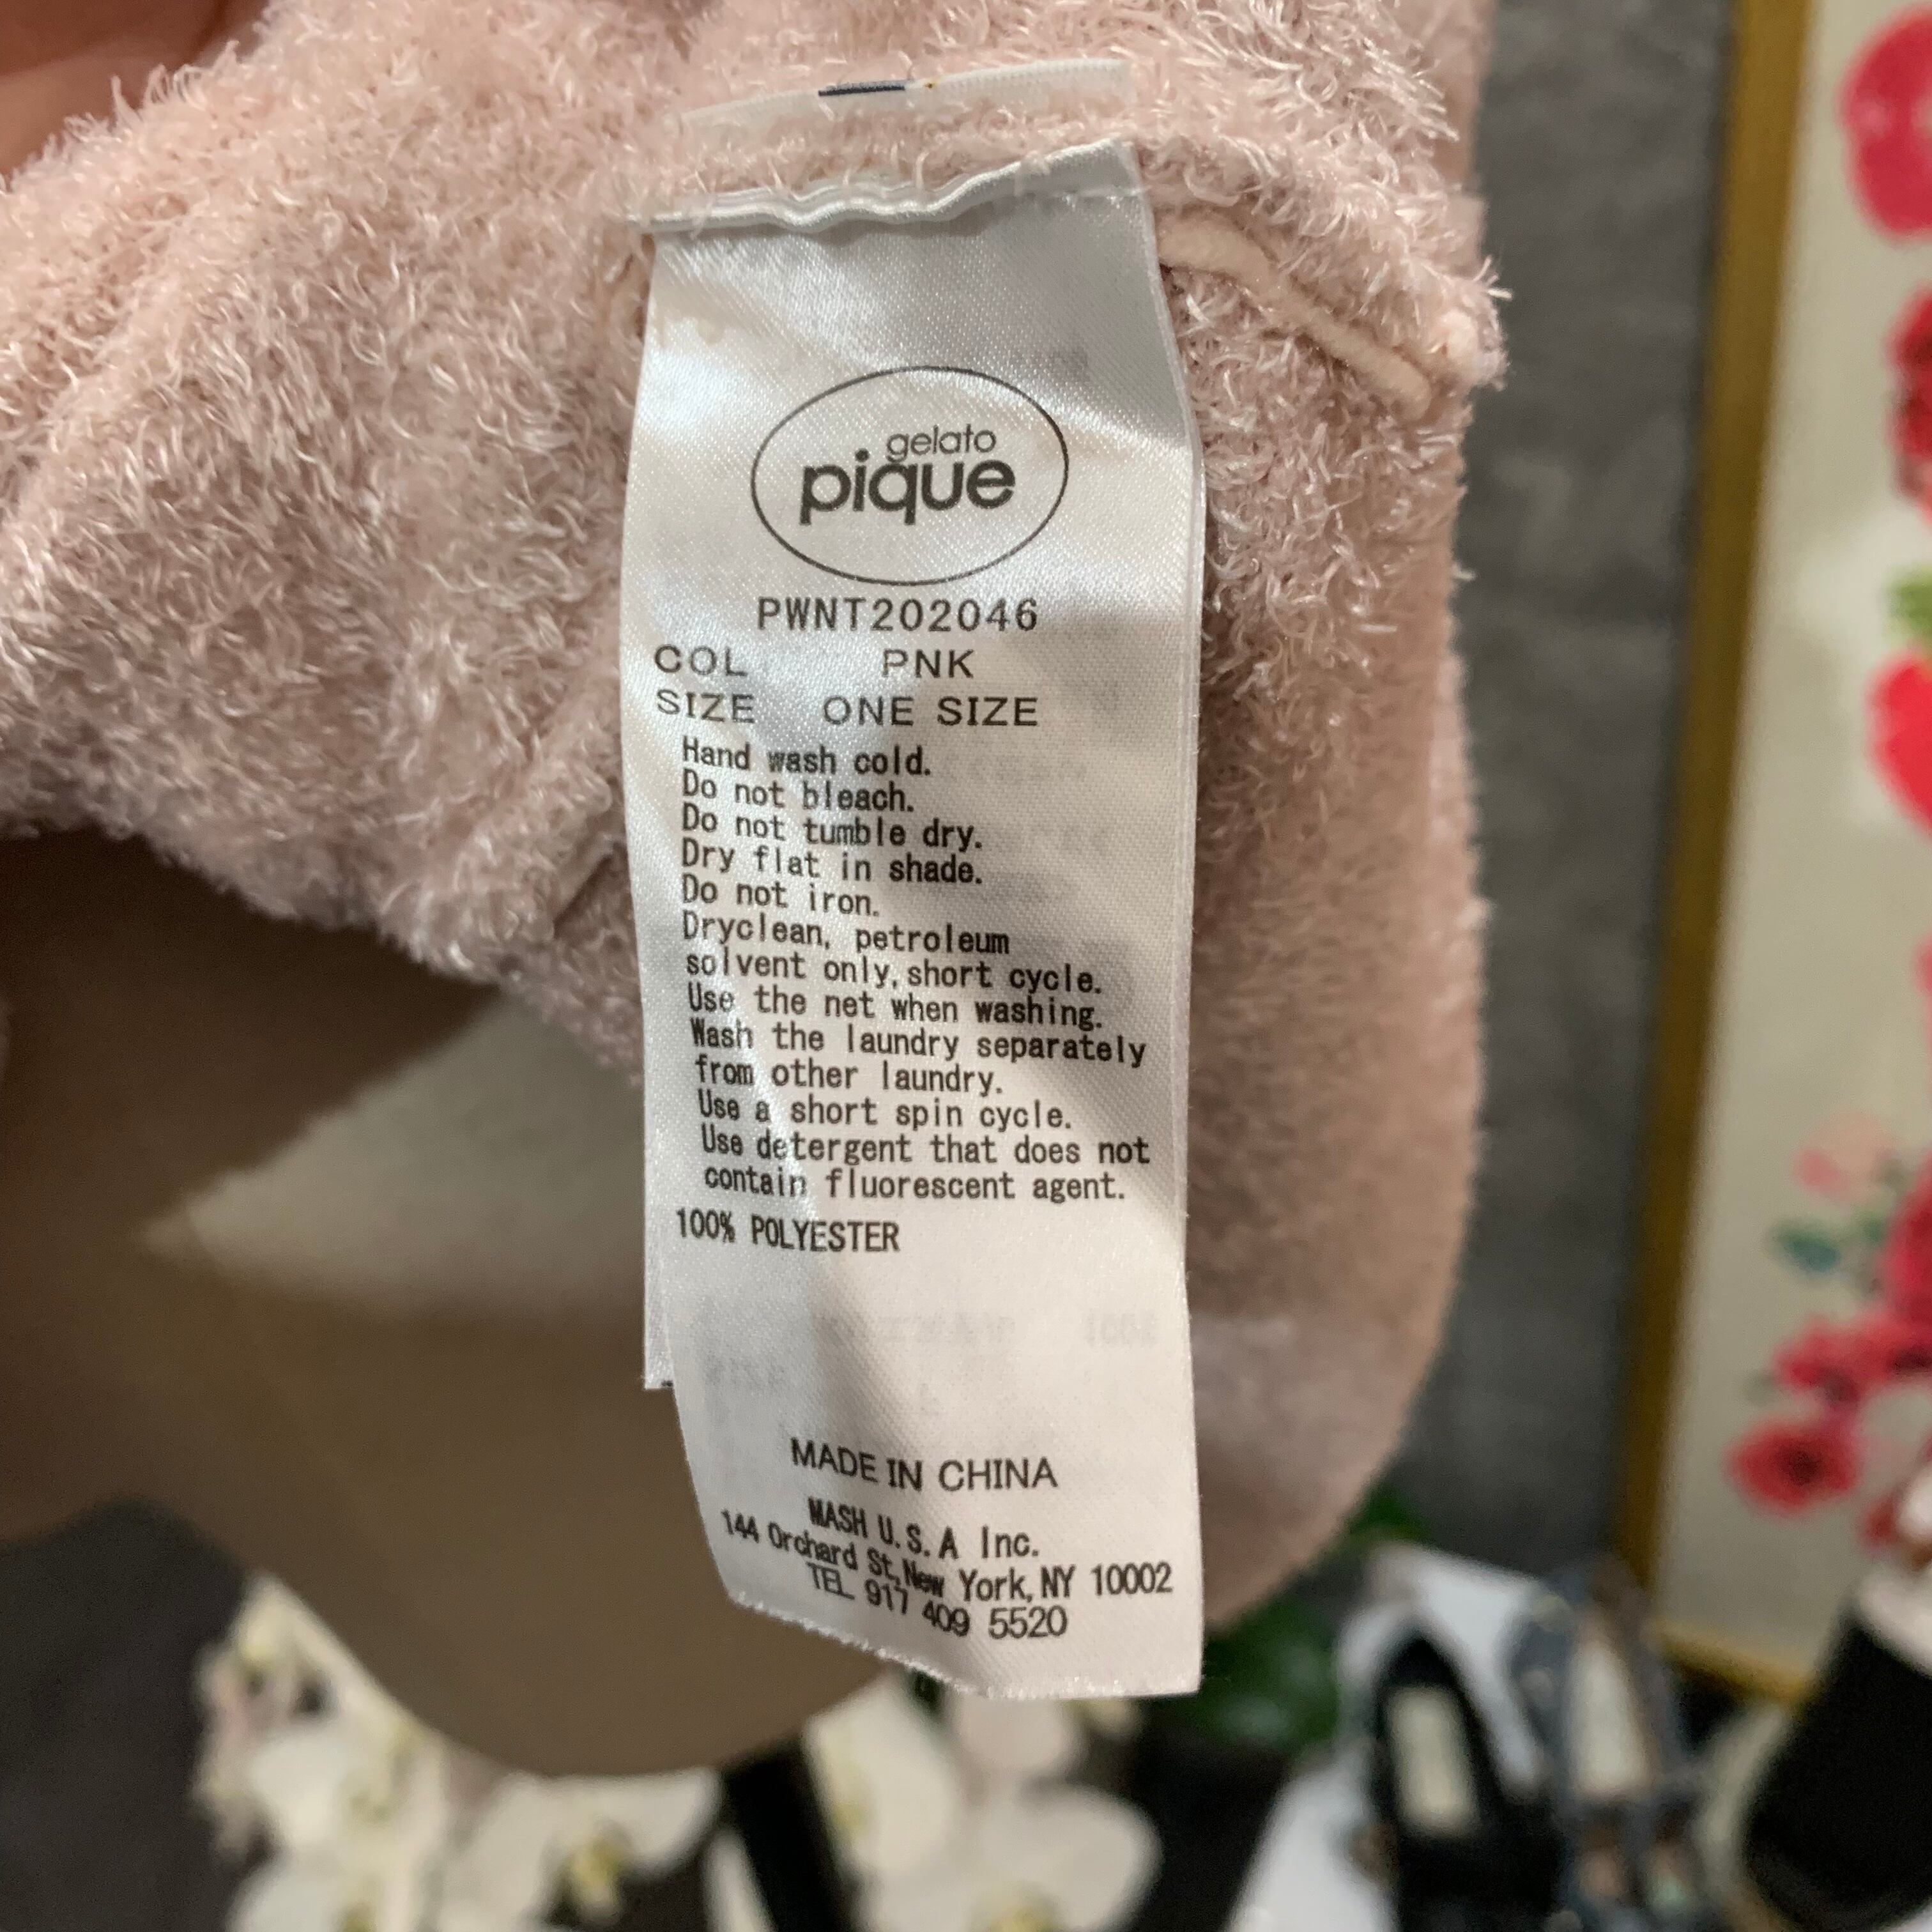 gelato
pique
PWNT202046
COL PNK
SIZE ONE SIZE
Hand wash cold.
Do not bleach.
Do not tumble dry.
Dry flat in shade.
Do not iron.
Dryclean, petroleum
solvent only, short cycle.
Use the net when washing.
Wash the laundry separately
from other laundry.
Use a short spin cycle.
Use detergent that does not
contain fluorescent agent.
100% POLYESTER
MADE IN CHINA
MASH U.S.A Inc.
144 Orchard St, New York, NY 10002
TEL 917 409 5520